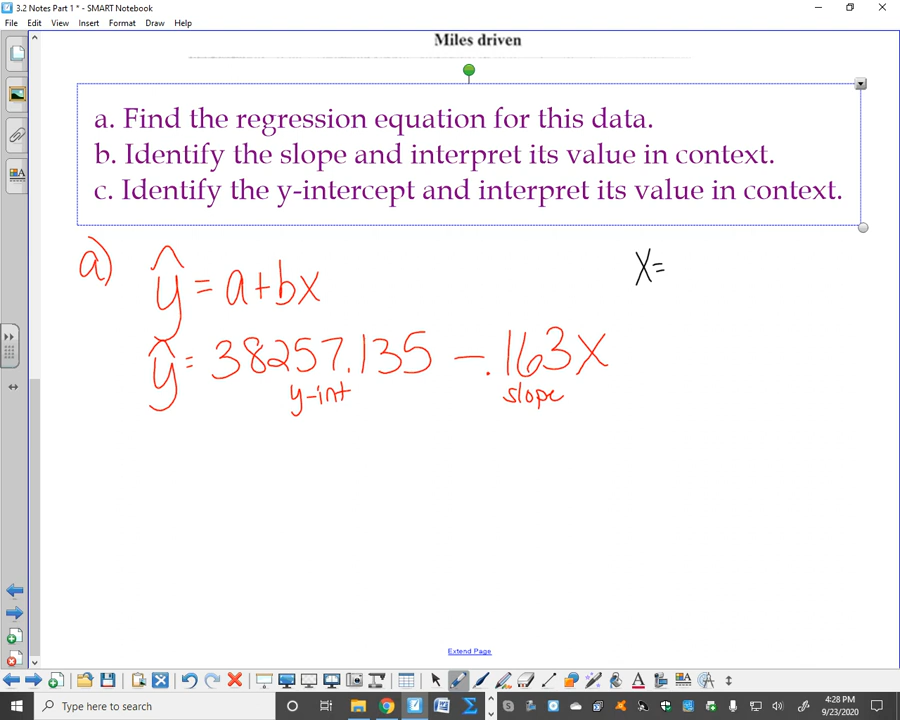 3.2 Notes Part 1 * - SMART Notebook
File Edit View Insert Format Draw Help
Miles driven
a. Find the regression equation for this data.
b. Identify the slope and interpret its value in context.
c. Identify the y-intercept and interpret its value in context.
a) ŷ = a+bx
x=
ŷ = 38257.135 - .163x
y-int slope
Extend Page
Type here to search
4:28 PM
9/23/2020